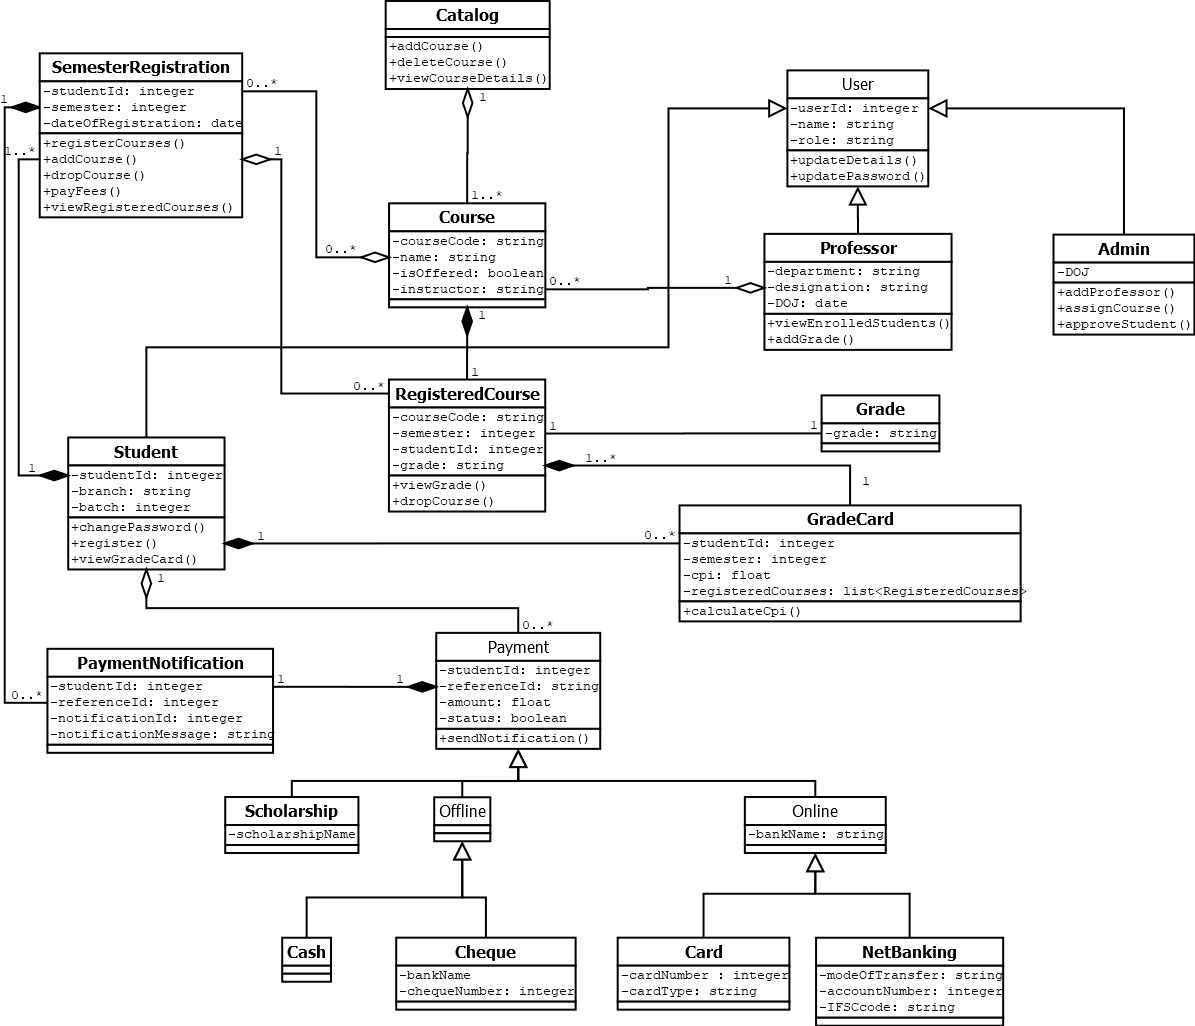 Catalog
+addCourse()
+deleteCourse()
+viewCourseDetails()
1
SemesterRegistration
-studentId: integer
-semester: integer
-dateOfRegistration: date
+registerCourses()
+addCourse()
+dropCourse()
+payFees()
+viewRegisteredCourses()
0..*
1
1..*
1
User
-userId: integer
-name: string
-role: string
+updateDetails()
+updatePassword()
1..*
Course
-courseCode: string
-name: string
-isOffered: boolean
-instructor: string
0..*
0..*
1
1
Professor
-department: string
-designation: string
-DOJ: date
+viewEnrolledStudents()
+addGrade()
Admin
-DOJ
+addProfessor()
+assignCourse()
+approveStudent()
1
0..*
RegisteredCourse
-courseCode: string
-semester: integer
-studentId: integer
-grade: string
+viewGrade()
+dropCourse()
1
1
1..*
1
Grade
-grade: string
Student
-studentId: integer
-branch: string
-batch: integer
+changePassword()
+register()
+viewGradeCard()
1
1
1
0..*
GradeCard
-studentId: integer
-semester: integer
-cpi: float
-registeredCourses: list<RegisteredCourses>
+calculateCpi()
0..*
Payment
-studentId: integer
-referenceId: string
-amount: float
-status: boolean
+sendNotification()
PaymentNotification
-studentId: integer
-referenceId: integer
-notificationId: integer
-notificationMessage: string
0..*
1
1
Scholarship
-scholarshipName
Offline
Online
-bankName: string
Cash
Cheque
-bankName
-chequeNumber: integer
Card
-cardNumber : integer
-cardType: string
NetBanking
-modeOfTransfer: string
-accountNumber: integer
-IFSCcode: string